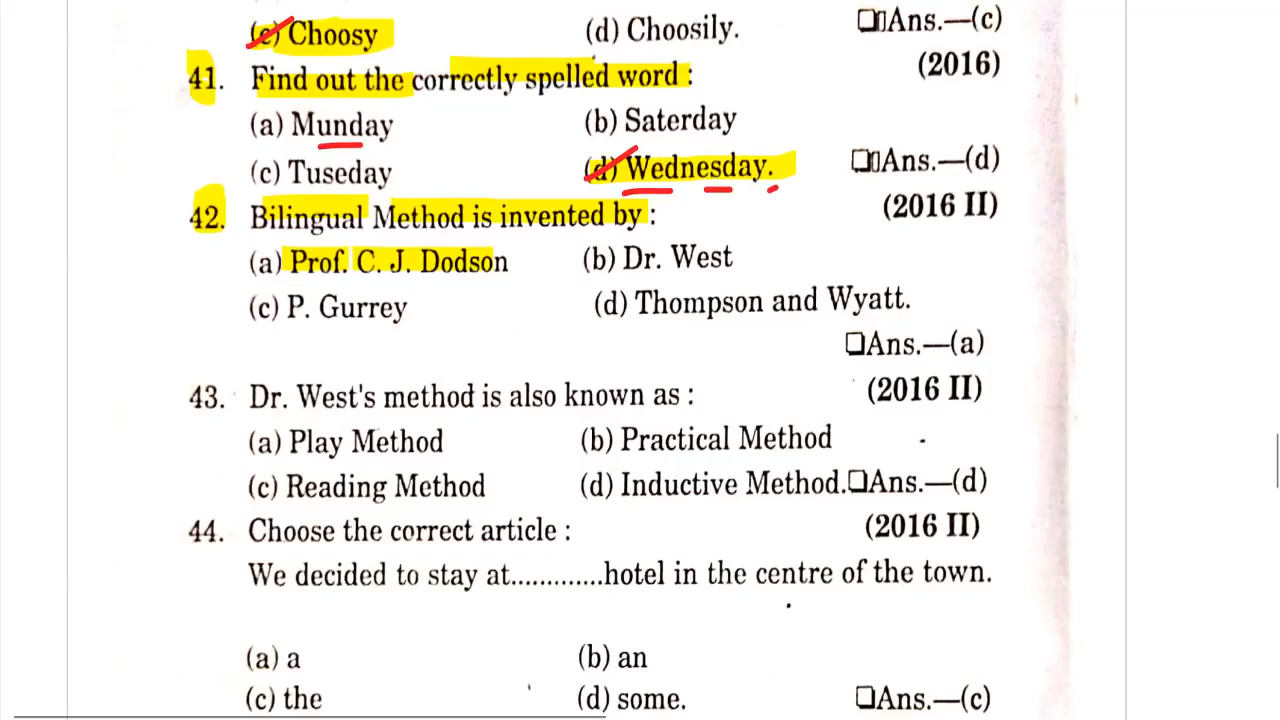 (c) Choosy (d) Choosily. Ans.—(c)
41. Find out the correctly spelled word : (2016)
(a) Munday (b) Saterday
(c) Tuseday (d) Wednesday. Ans.—(d)
42. Bilingual Method is invented by : (2016 II)
(a) Prof. C. J. Dodson (b) Dr. West
(c) P. Gurrey (d) Thompson and Wyatt.
Ans.—(a)
43. Dr. West's method is also known as : (2016 II)
(a) Play Method (b) Practical Method
(c) Reading Method (d) Inductive Method. Ans.—(d)
44. Choose the correct article : (2016 II)
We decided to stay at.............hotel in the centre of the town.
(a) a (b) an
(c) the (d) some. Ans.—(c)